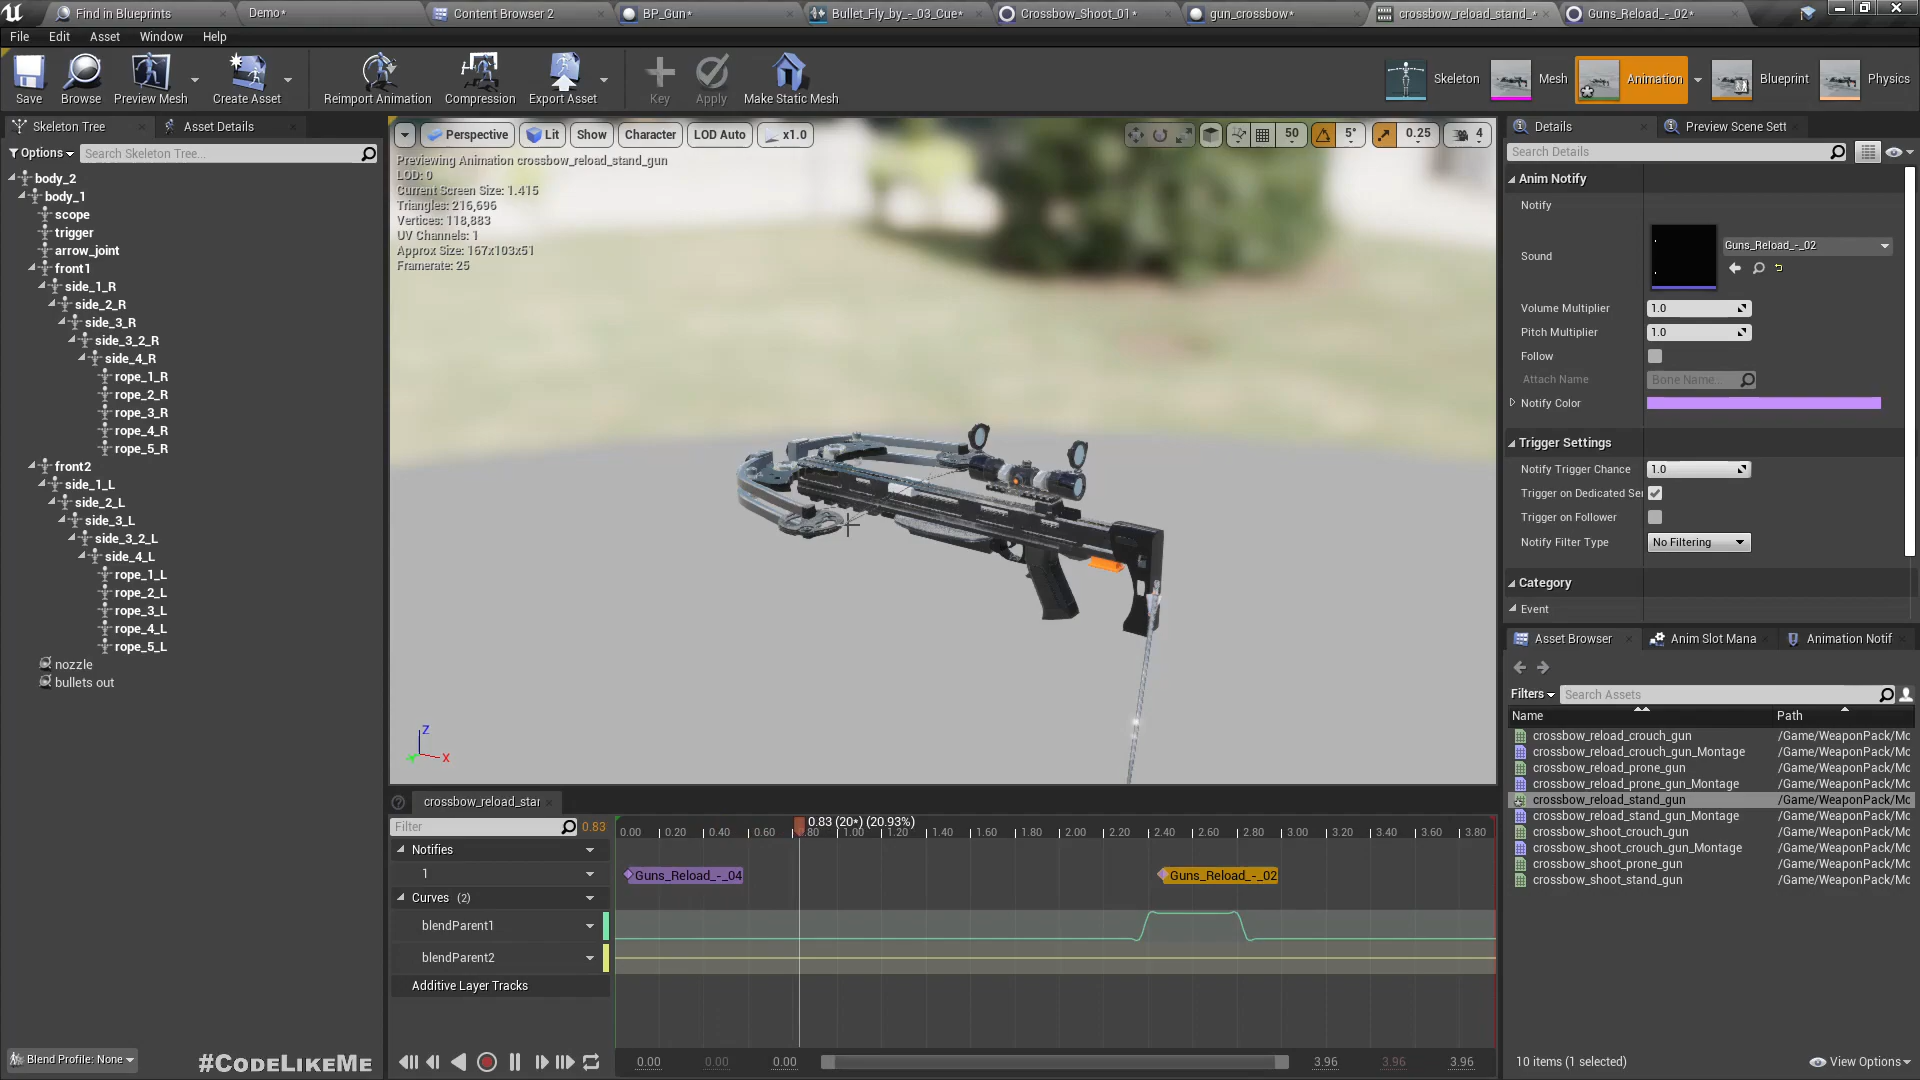 Find in Blueprints
Demo*
Content Browser 2
BP_Gun*
Bullet_Fly_by_-_03_Cue*
Crossbow_Shoot_01*
gun_crossbow*
crossbow_reload_stand_*
Guns_Reload_-_02*
File
Edit
Asset
Window
Help
Save
Browse
Preview Mesh
Create Asset
Reimport Animation
Compression
Export Asset
Key
Apply
Make Static Mesh
Skeleton
Mesh
Animation
Blueprint
Physics
Skeleton Tree
Asset Details
Options
Search Skeleton Tree...
body_2
body_1
scope
trigger
arrow_joint
front1
side_1_R
side_2_R
side_3_R
side_3_2_R
side_4_R
rope_1_R
rope_2_R
rope_3_R
rope_4_R
rope_5_R
front2
side_1_L
side_2_L
side_3_L
side_3_2_L
side_4_L
rope_1_L
rope_2_L
rope_3_L
rope_4_L
rope_5_L
nozzle
bullets out
Blend Profile: None
#CodeLikeMe
Perspective
Lit
Show
Character
LOD Auto
x1.0
50
5°
0.25
4
Previewing Animation crossbow_reload_stand_gun
LOD: 0
Current Screen Size: 1.415
Triangles: 216,696
Vertices: 118,883
UV Channels: 1
Approx Size: 167x103x51
Framerate: 25
Z
X
crossbow_reload_star
Filter
0.83
0.83 (20*) (20.93%)
0.00
0.20
0.40
0.60
0.80
1.00
1.20
1.40
1.60
1.80
2.00
2.20
2.40
2.60
2.80
3.00
3.20
3.40
3.60
3.80
Notifies
1
Guns_Reload_-_04
Guns_Reload_-_02
Curves (2)
blendParent1
blendParent2
Additive Layer Tracks
0.00
0.00
0.00
3.96
3.96
3.96
Details
Preview Scene Sett
Search Details
Anim Notify
Notify
Sound
Guns_Reload_-_02
Volume Multiplier
1.0
Pitch Multiplier
1.0
Follow
Attach Name
Bone Name...
Notify Color
Trigger Settings
Notify Trigger Chance
1.0
Trigger on Dedicated Ser
Trigger on Follower
Notify Filter Type
No Filtering
Category
Event
Asset Browser
Anim Slot Mana
Animation Notif
Filters
Search Assets
Name
Path
crossbow_reload_crouch_gun /Game/WeaponPack/Mc
crossbow_reload_crouch_gun_Montage /Game/WeaponPack/Mc
crossbow_reload_prone_gun /Game/WeaponPack/Mc
crossbow_reload_prone_gun_Montage /Game/WeaponPack/Mc
crossbow_reload_stand_gun /Game/WeaponPack/Mc
crossbow_reload_stand_gun_Montage /Game/WeaponPack/Mc
crossbow_shoot_crouch_gun /Game/WeaponPack/Mc
crossbow_shoot_crouch_gun_Montage /Game/WeaponPack/Mc
crossbow_shoot_prone_gun /Game/WeaponPack/Mc
crossbow_shoot_stand_gun /Game/WeaponPack/Mc
10 items (1 selected)
View Options